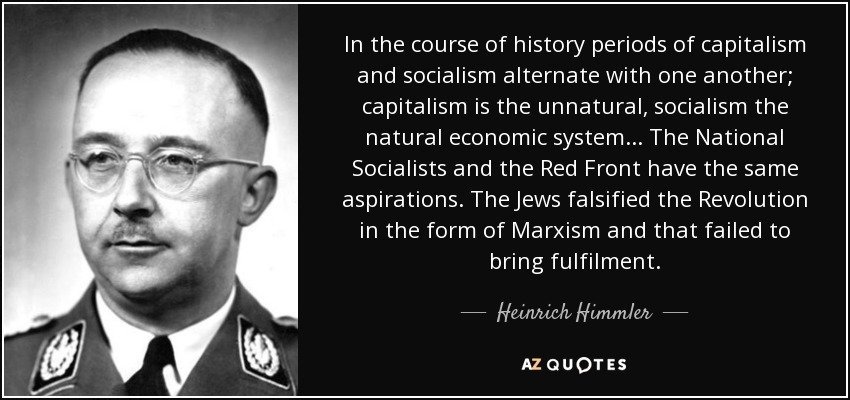 In the course of history periods of capitalism
and socialism alternate with one another;
capitalism is the unnatural, socialism the
natural economic system... The National
Socialists and the Red Front have the same
aspirations. The Jews falsified the Revolution
in the form of Marxism and that failed to
bring fulfilment.
Heinrich Himmler
AZ QUOTES